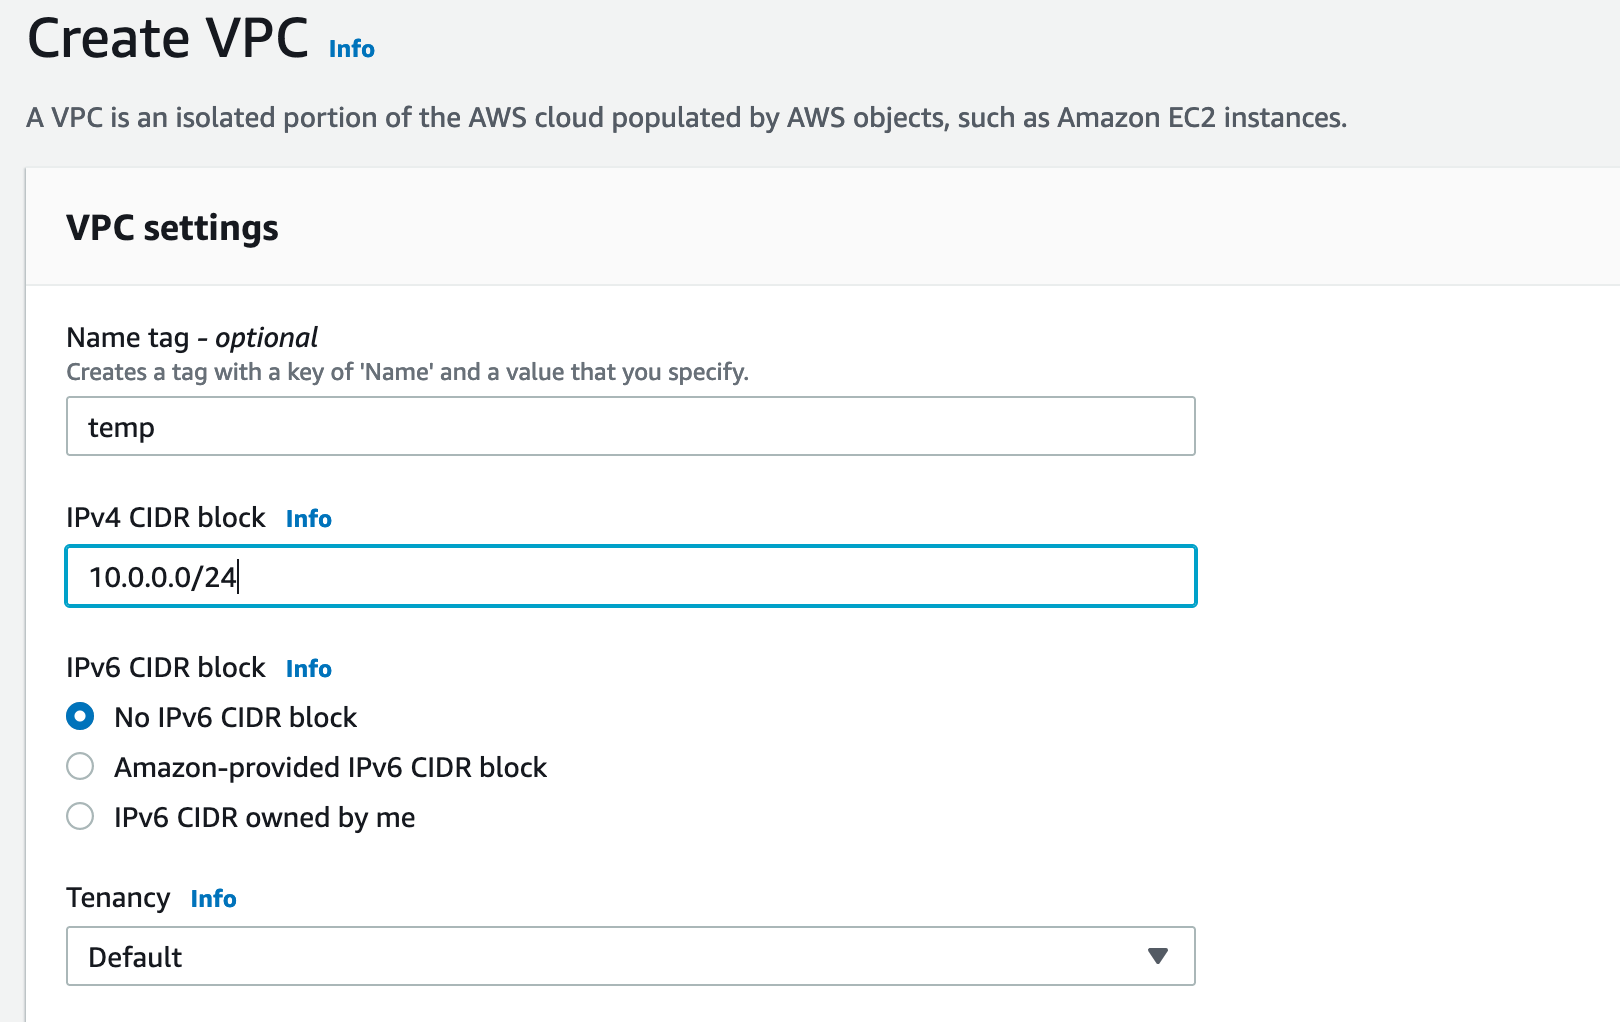 Create VPC Info
A VPC is an isolated portion of the AWS cloud populated by AWS objects, such as Amazon EC2 instances.
VPC settings
Name tag - optional
Creates a tag with a key of 'Name' and a value that you specify.
temp
IPv4 CIDR block Info
10.0.0.0/24
IPv6 CIDR block Info
No IPv6 CIDR block
Amazon-provided IPv6 CIDR block
IPv6 CIDR owned by me
Tenancy Info
Default